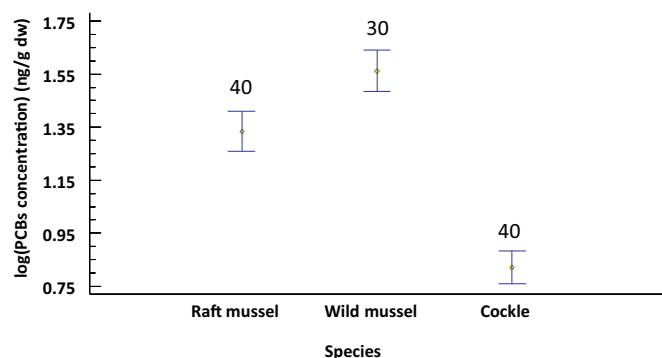 log(PCBs concentration) (ng/g dw)
1.75
1.55
1.35
1.15
0.95
0.75
40
30
40
Raft mussel
Wild mussel
Cockle
Species